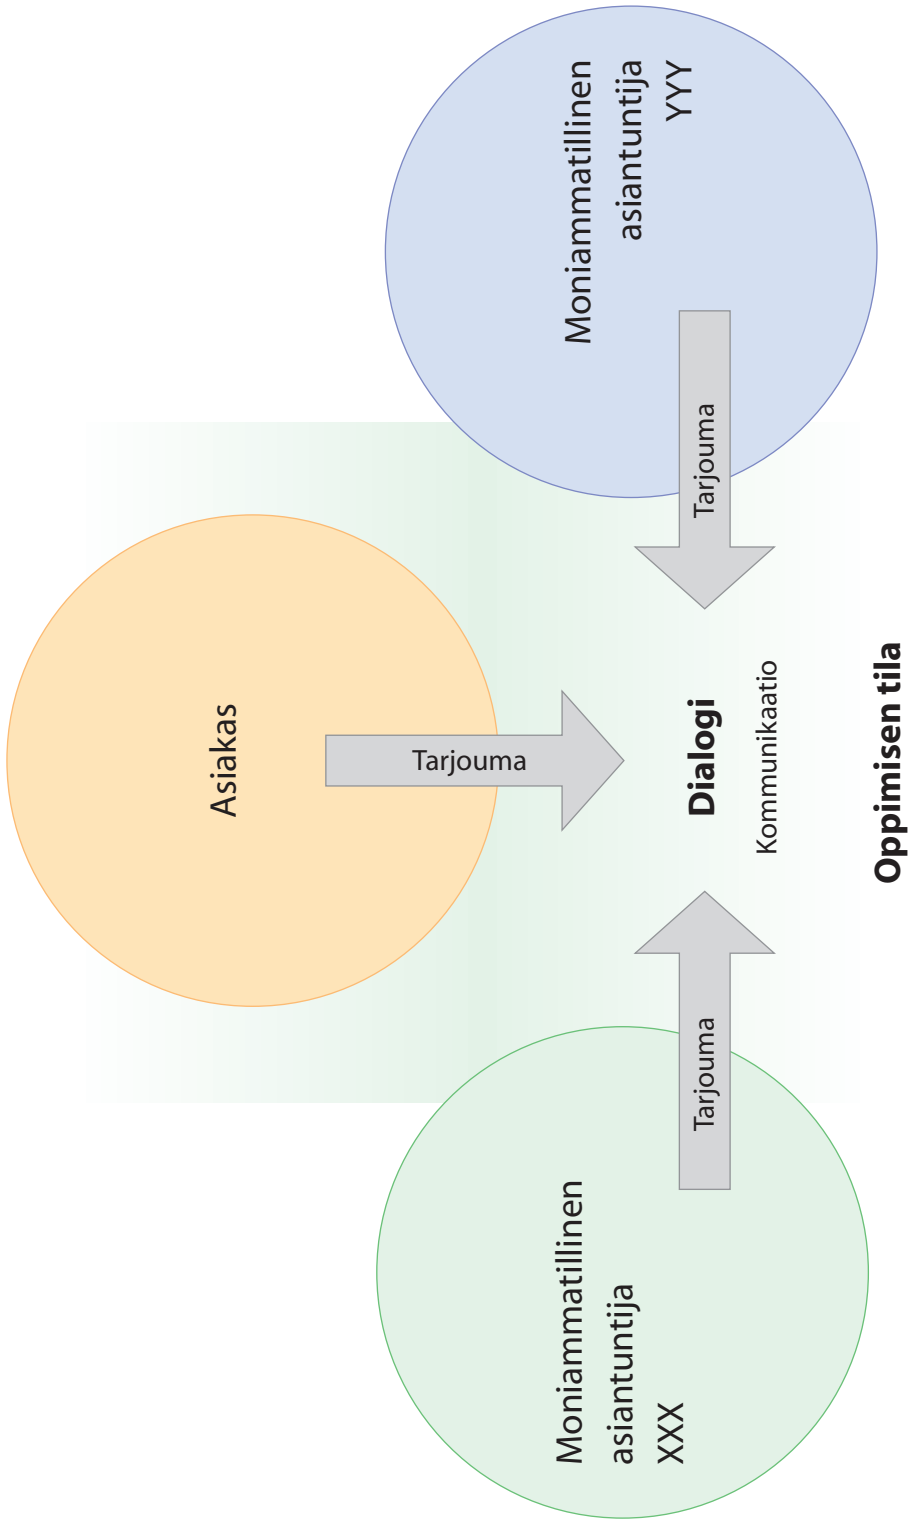 Asiakas
Tarjouma
Moniammatillinen
asiantuntija
XXX
Tarjouma
Moniammatillinen
asiantuntija
YYY
Tarjouma
Dialogi
Kommunikaatio
Oppimisen tila